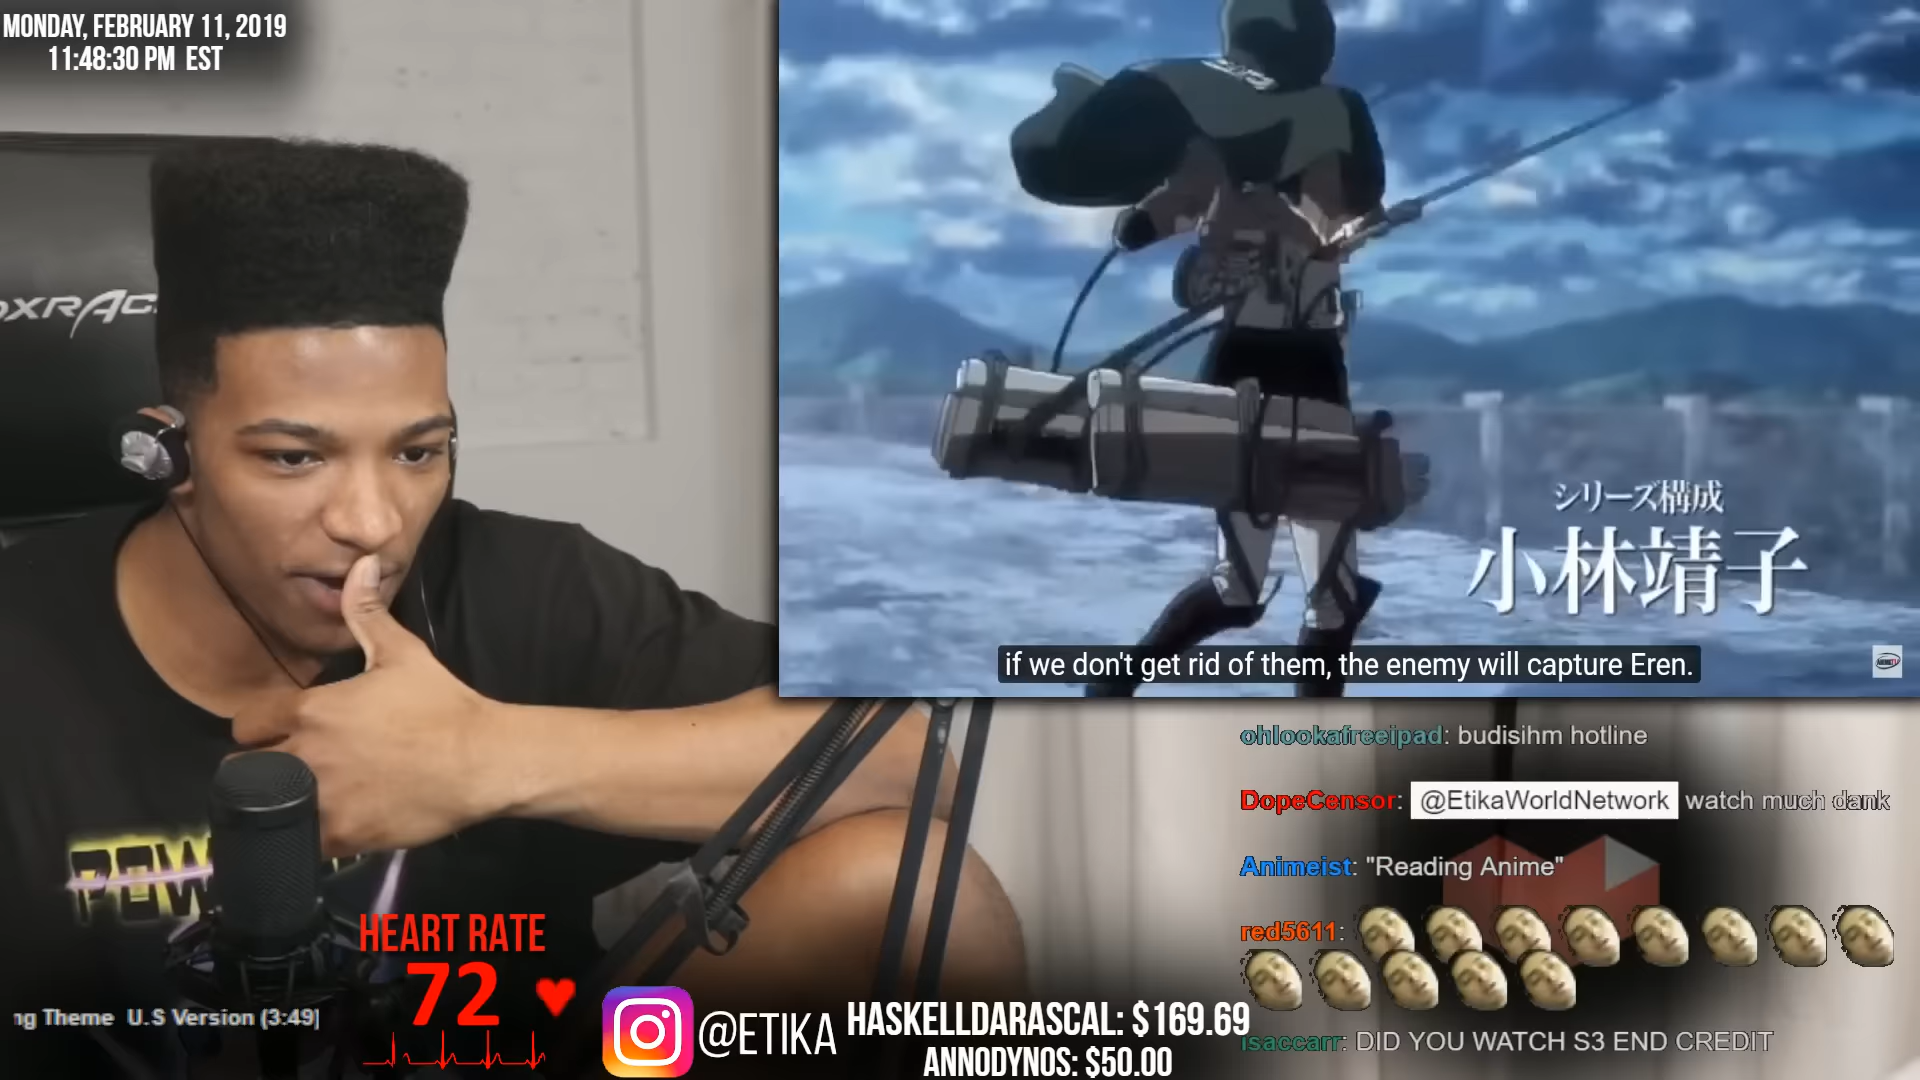 MONDAY, FEBRUARY 11, 2019
11:48:30 PM EST
DXRAC
シリーズ構成
小林靖子
if we don't get rid of them, the enemy will capture Eren.
ohlookafreeipad: budisihm hotline
DopeCensor: @EtikaWorldNetwork watch much dank
Animeist: "Reading Anime"
red5611:
isaccarr: DID YOU WATCH S3 END CREDIT
POW
HEART RATE
72
ng Theme U.S Version (3:49)
@ETIKA
HASKELLDARASCAL: $169.69
ANNODYNOS: $50.00